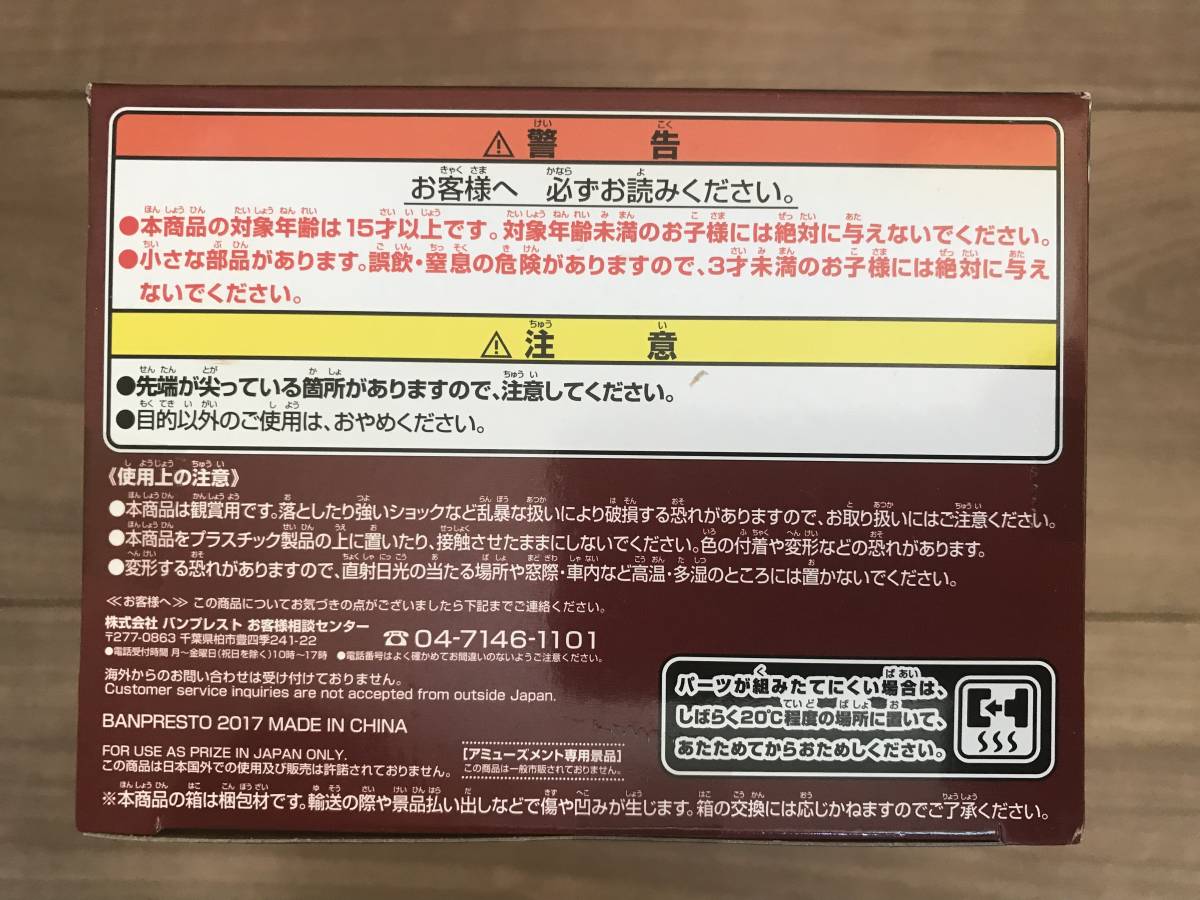 ⚠警告
お客様へ 必ずお読みください。
●本商品の対象年齢は15才以上です。対象年齢未満のお子様には絶対に与えないでください。
●小さな部品があります。誤飲・窒息の危険がありますので、3才未満のお子様には絶対に与え
ないでください。
⚠注意
●先端が尖っている箇所がありますので、注意してください。
●目的以外のご使用は、おやめください。
《使用上の注意》
●本商品は観賞用です。落としたり強いショックなど乱暴な扱いにより破損する恐れがありますので、お取り扱いにはご注意ください。
●本商品をプラスチック製品の上に置いたり、接触させたままにしないでください。色の付着や変形などの恐れがあります。
●変形する恐れがありますので、直射日光の当たる場所や窓際・車内など高温・多湿のところには置かないでください。
≪お客様へ≫ この商品についてお気づきの点がございましたら下記までご連絡ください。
株式会社 バンプレスト お客様相談センター
〒277-0863 千葉県柏市豊四季241-22
☎04-7146-1101
●電話受付時間 月〜金曜日(祝日を除く)10時〜17時 ●電話番号はよく確かめてお間違いのないようご注意ください。
海外からのお問い合わせは受け付けておりません。
Customer service inquiries are not accepted from outside Japan.
BANPRESTO 2017 MADE IN CHINA
FOR USE AS PRIZE IN JAPAN ONLY.
この商品は日本国外での使用及び販売は許諾されておりません。
[アミューズメント専用景品]
この商品は一般市販されておりません。
パーツが組みたてにくい場合は、
しばらく20℃程度の場所に置いて、
あたためてからおためしください。
※本商品の箱は梱包材です。輸送の際や景品払い出しなどで傷や凹みが生じます。箱の交換には応じかねますのでご了承ください。